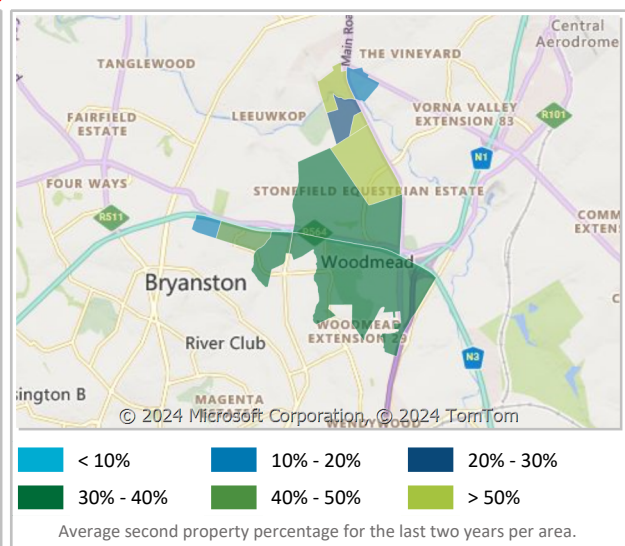 Central
Aerodrome
Main Roa
THE VINEYARD
TANGLEWOOD
VORNA VALLEY
EXTENSION 83
R101
LEEUWKOP
FAIRFIELD
ESTATE
N1
FOUR WAYS
STONEFIELD EQUESTRIAN ESTATE
R511
COMM
EXTEN
R564
Woodmead
Bryanston
WOODMEAD
EXTENSION 29
River Club
N3
sington B
MAGENTA
© 2024 Microsoft Corporation, © 2024 TomTom
WENDYWOOD
< 10% 10% - 20% 20% - 30%
30% - 40% 40% - 50% > 50%
Average second property percentage for the last two years per area.